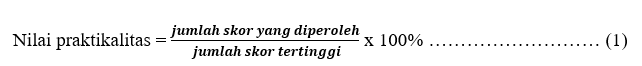 Nilai praktikalitas = jumlah skor yang diperoleh / jumlah skor tertinggi x 100% ………………………… (1)